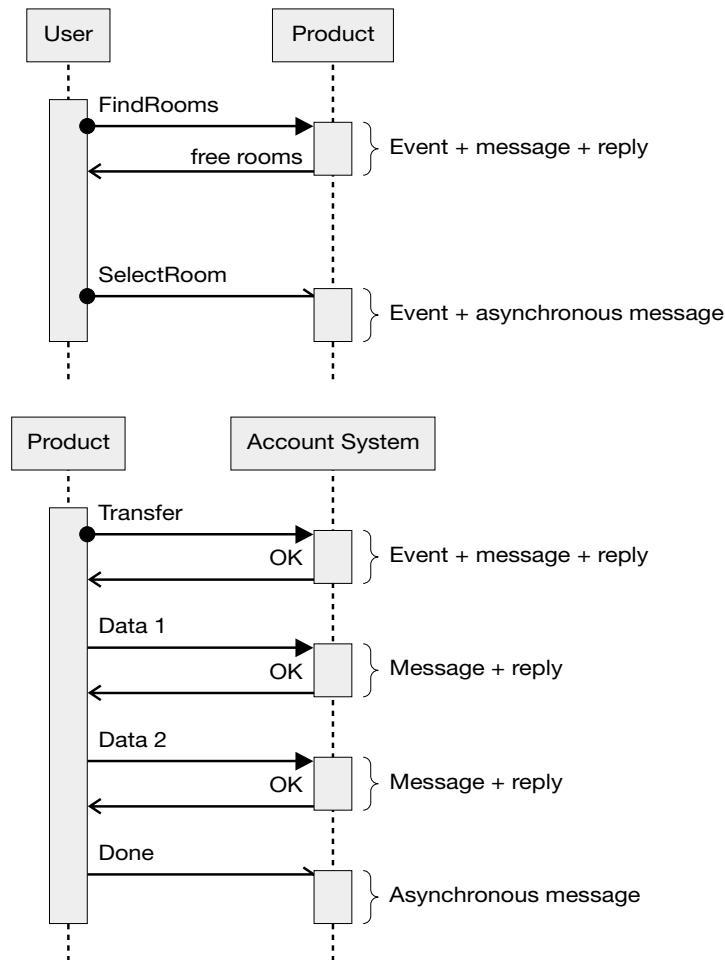 User
Product
FindRooms
free rooms
Event + message + reply
SelectRoom
Event + asynchronous message
Product
Account System
Transfer
OK
Event + message + reply
Data 1
OK
Message + reply
Data 2
OK
Message + reply
Done
Asynchronous message